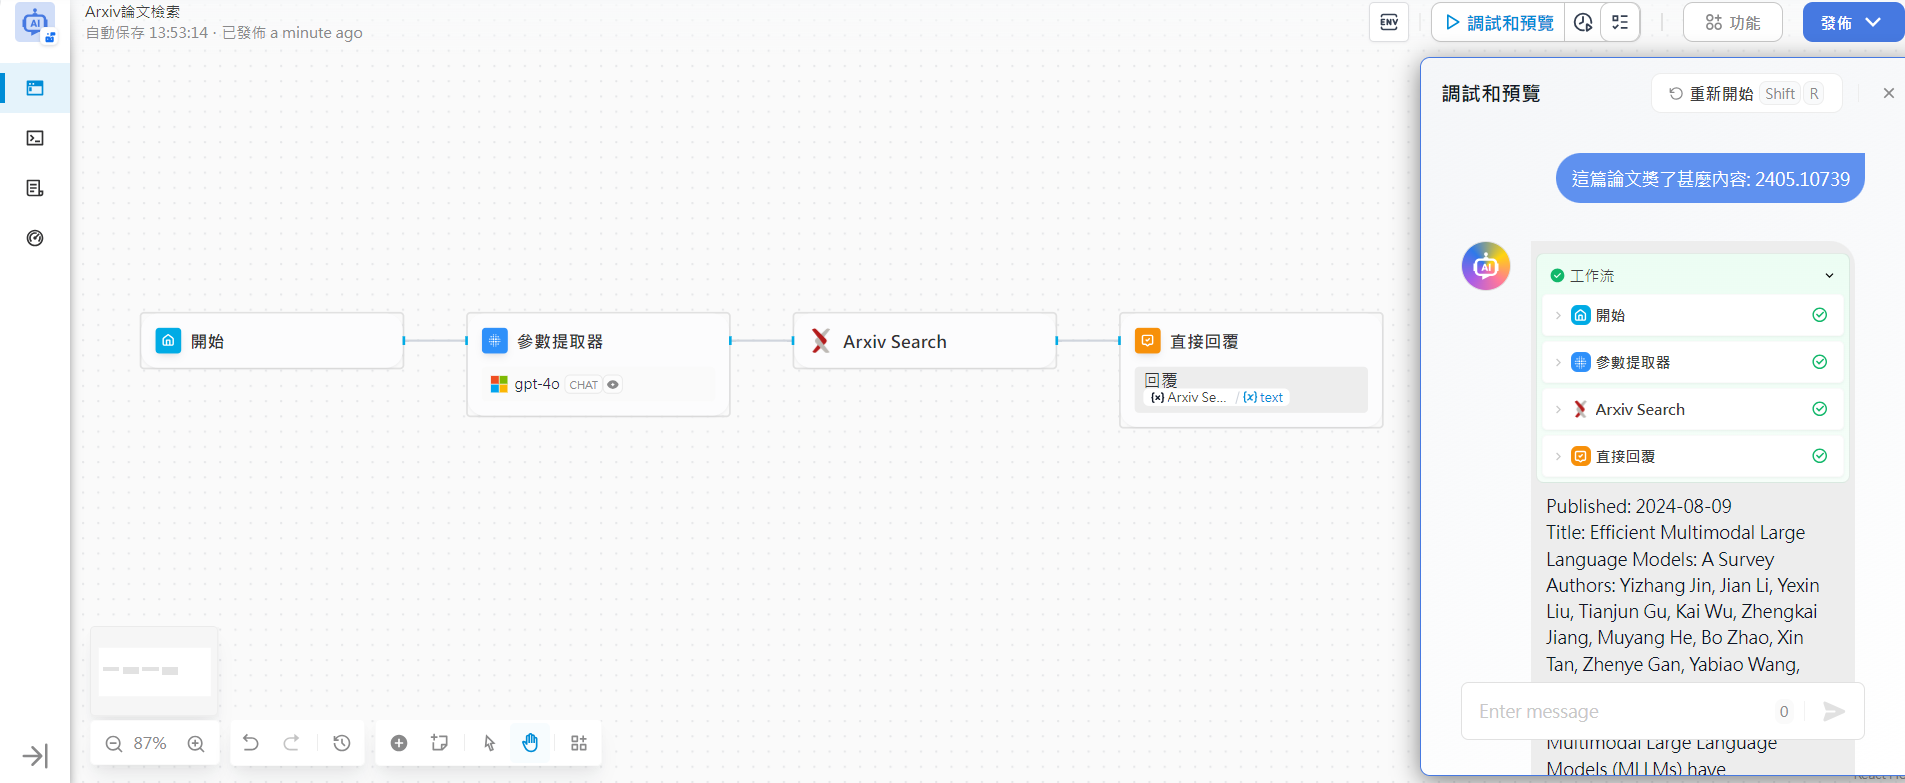 Arxiv論文檢索
自動保存 13:53:14 · 已發佈 a minute ago
ENV
調試和預覽
功能
發佈
調試和預覽
重新開始 Shift R
這篇論文獎了甚麼內容: 2405.10739
工作流
開始
參數提取器
Arxiv Search
直接回覆
Published: 2024-08-09
Title: Efficient Multimodal Large
Language Models: A Survey
Authors: Yizhang Jin, Jian Li, Yexin
Liu, Tianjun Gu, Kai Wu, Zhengkai
Jiang, Muyang He, Bo Zhao, Xin
Tan, Zhenye Gan, Yabiao Wang,
Enter message 0
Multimodal Large Language
Models (MLLMs) have
開始
參數提取器
gpt-4o CHAT
Arxiv Search
直接回覆
回覆
{x} Arxiv Se... / {x} text
87%